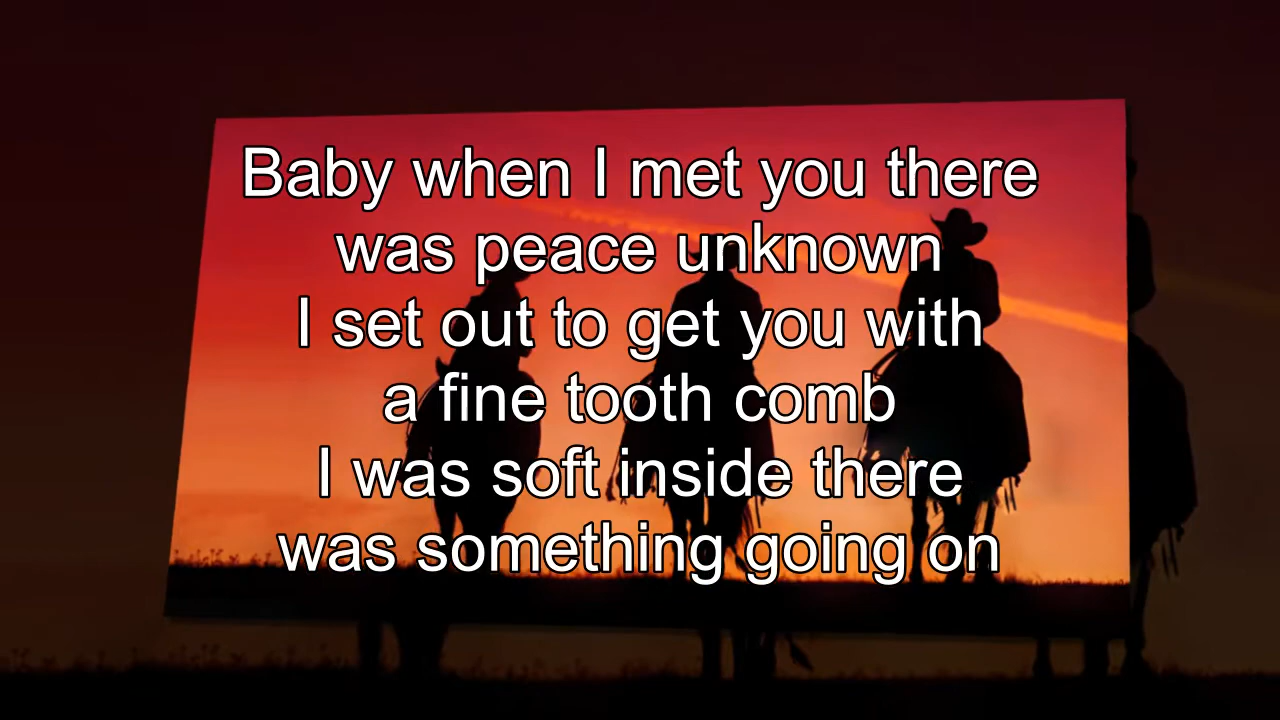 Baby when I met you there
was peace unknown
I set out to get you with
a fine tooth comb
I was soft inside there
was something going on